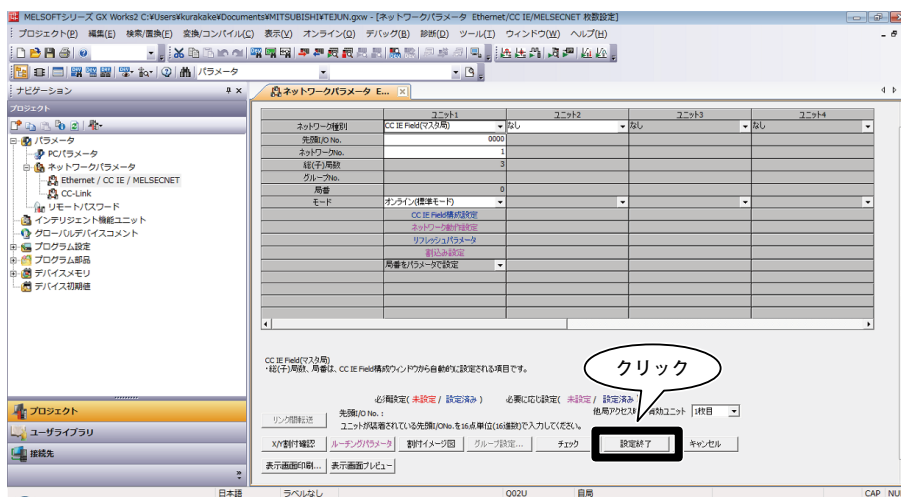 MELSOFTシリーズ GX Works2 C:¥Users¥kurakake¥Documents¥MITSUBISHI¥TEJUN.gxw - [ネットワークパラメータ Ethernet/CC IE/MELSECNET 枚数設定]
プロジェクト(P) 編集(E) 検索/置換(F) 変換/コンパイル(C) 表示(V) オンライン(O) デバッグ(B) 診断(D) ツール(T) ウィンドウ(W) ヘルプ(H)
パラメータ
ナビゲーション
ネットワークパラメータ E...
プロジェクト
パラメータ
PCパラメータ
ネットワークパラメータ
Ethernet / CC IE / MELSECNET
CC-Link
リモートパスワード
インテリジェント機能ユニット
グローバルデバイスコメント
プログラム設定
プログラム部品
デバイスメモリ
デバイス初期値
ユニット1 ユニット2 ユニット3 ユニット4
ネットワーク種別 CC IE Field(マスタ局) なし なし なし
先頭I/O No. 0000
ネットワークNo. 1
総(子)局数 3
グループNo.
局番 0
モード オンライン(標準モード)
CC IE Field構成設定
ネットワーク動作設定
リフレッシュパラメータ
割込み設定
局番をパラメータで設定
CC IE Field(マスタ局)
・総(子)局数、局番は、CC IE Field構成ウィンドウから自動的に設定される項目です。
クリック
必須設定( 未設定 / 設定済み ) 必要に応じ設定( 未設定 / 設定済み
先頭I/O No. : 他局アクセス時 有効ユニット 1枚目
リンク間転送 ユニットが装着されている先頭I/ONo.を16点単位(16進数)で入力してください。
X/Y割付確認 ルーチングパラメータ 割付イメージ図 グループ設定... チェック 設定終了 キャンセル
表示画面印刷... 表示画面プレビュー
プロジェクト
ユーザライブラリ
接続先
日本語 ラベルなし Q02U 自局 CAP NU